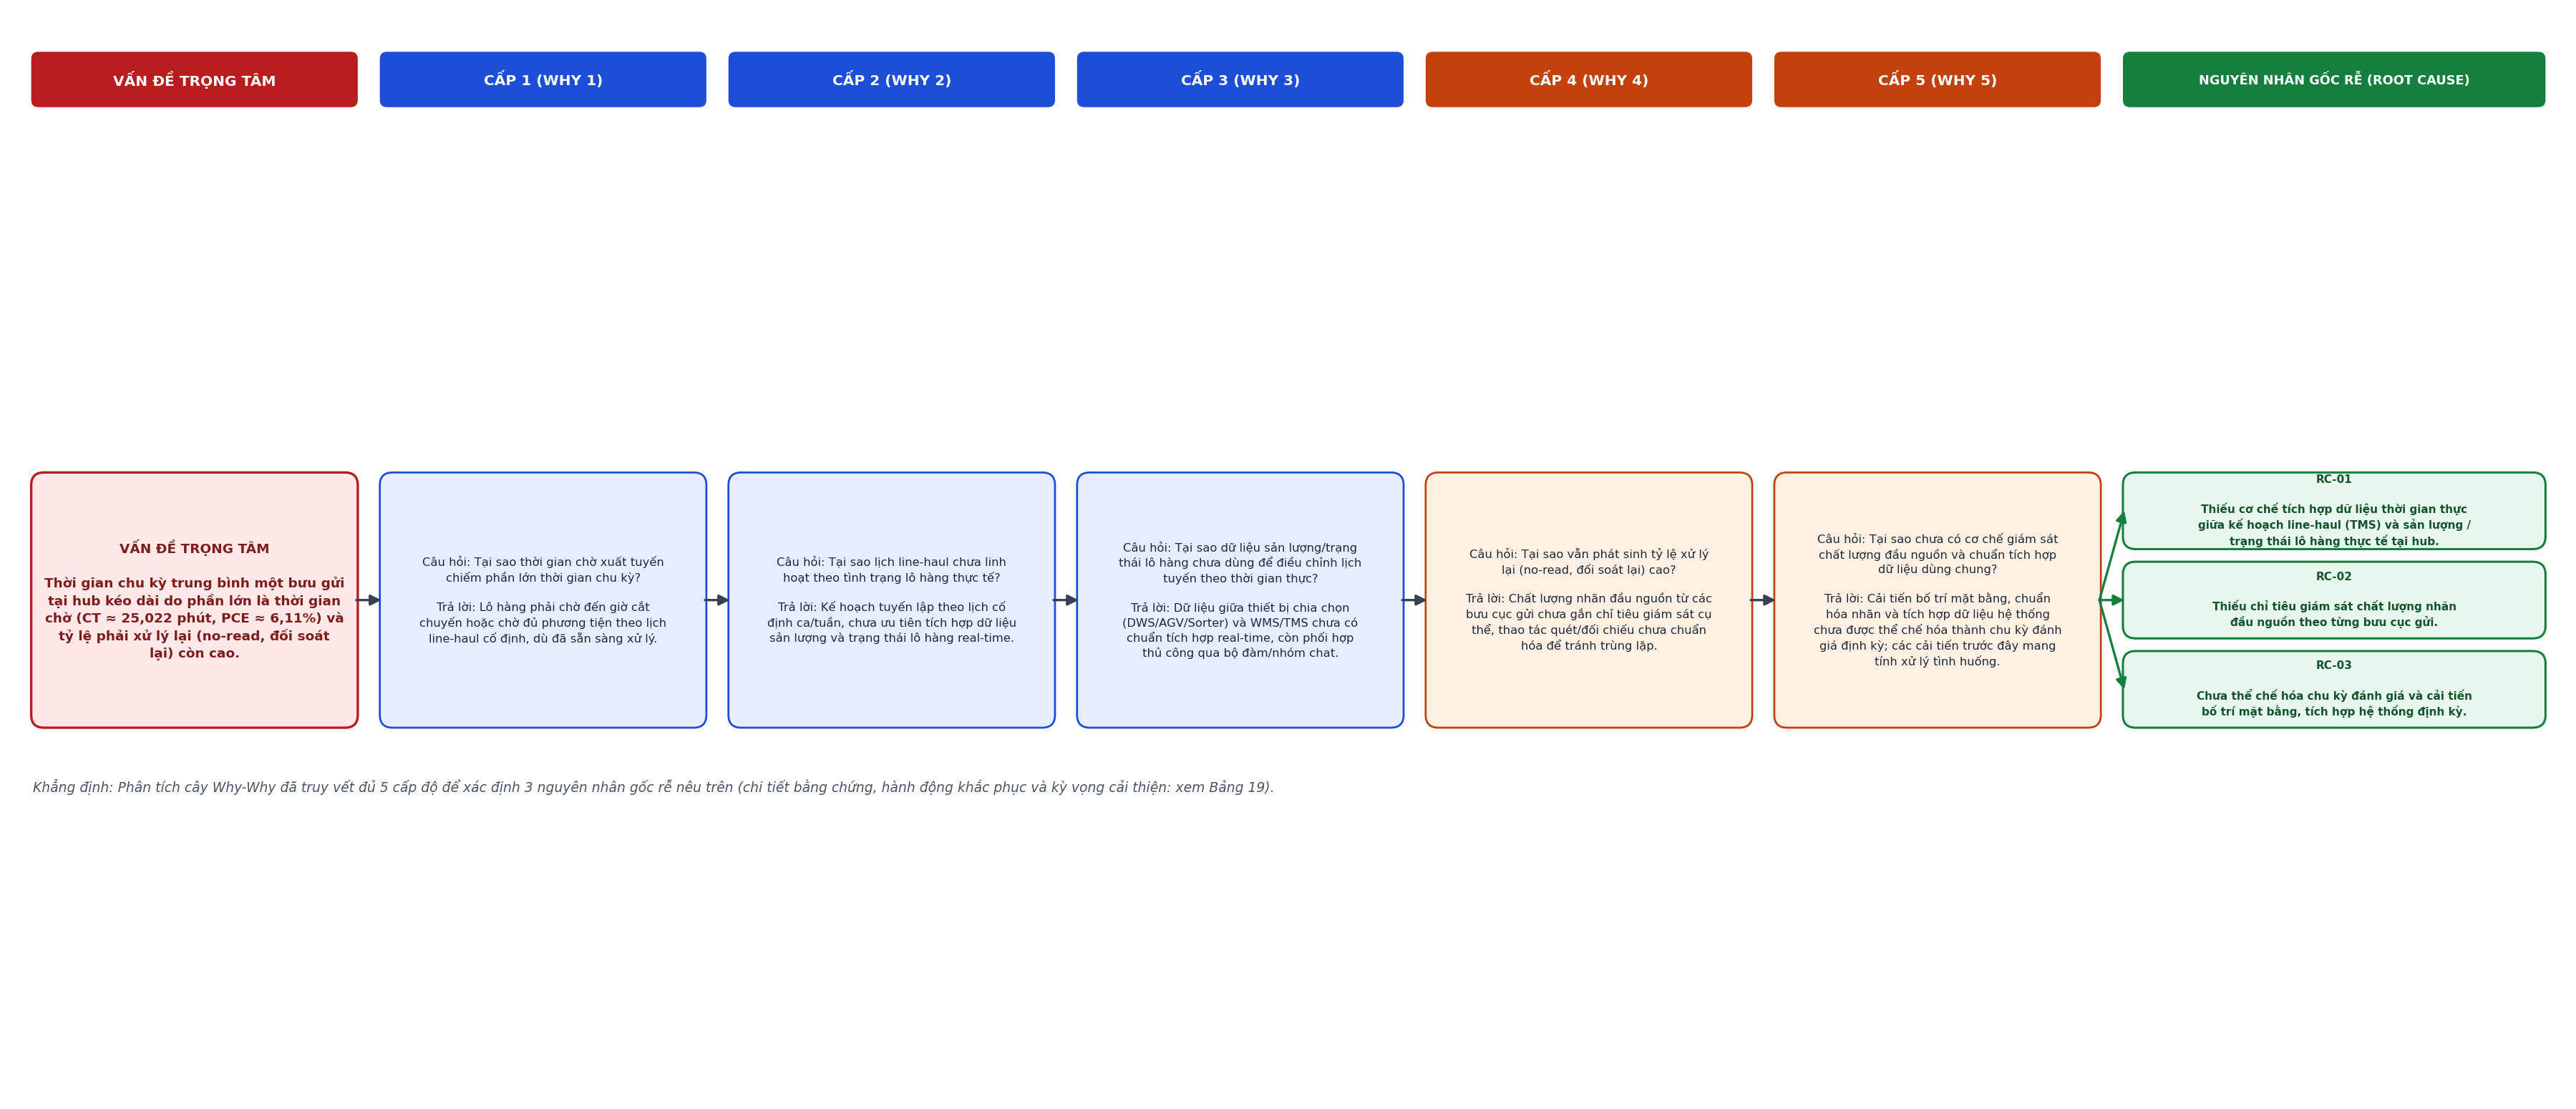 VẤN ĐỀ TRỌNG TÂM
CẤP 1 (WHY 1)
CẤP 2 (WHY 2)
CẤP 3 (WHY 3)
CẤP 4 (WHY 4)
CẤP 5 (WHY 5)
NGUYÊN NHÂN GỐC RỄ (ROOT CAUSE)
VẤN ĐỀ TRỌNG TÂM
Thời gian chu kỳ trung bình một bưu gửi
tại hub kéo dài do phần lớn là thời gian
chờ (CT ≈ 25,022 phút, PCE ≈ 6,11%) và
tỷ lệ phải xử lý lại (no-read, đối soát
lại) còn cao.
Câu hỏi: Tại sao thời gian chờ xuất tuyến
chiếm phần lớn thời gian chu kỳ?
Trả lời: Lô hàng phải chờ đến giờ cắt
chuyến hoặc chờ đủ phương tiện theo lịch
line-haul cố định, dù đã sẵn sàng xử lý.
Câu hỏi: Tại sao lịch line-haul chưa linh
hoạt theo tình trạng lô hàng thực tế?
Trả lời: Kế hoạch tuyến lập theo lịch cố
định ca/tuần, chưa ưu tiên tích hợp dữ liệu
sản lượng và trạng thái lô hàng real-time.
Câu hỏi: Tại sao dữ liệu sản lượng/trạng
thái lô hàng chưa dùng để điều chỉnh lịch
tuyến theo thời gian thực?
Trả lời: Dữ liệu giữa thiết bị chia chọn
(DWS/AGV/Sorter) và WMS/TMS chưa có
chuẩn tích hợp real-time, còn phối hợp
thủ công qua bộ đàm/nhóm chat.
Câu hỏi: Tại sao vẫn phát sinh tỷ lệ xử lý
lại (no-read, đối soát lại) cao?
Trả lời: Chất lượng nhãn đầu nguồn từ các
bưu cục gửi chưa gắn chỉ tiêu giám sát cụ
thể, thao tác quét/đối chiếu chưa chuẩn
hóa để tránh trùng lặp.
Câu hỏi: Tại sao chưa có cơ chế giám sát
chất lượng đầu nguồn và chuẩn tích hợp
dữ liệu dùng chung?
Trả lời: Cải tiến bố trí mặt bằng, chuẩn
hóa nhãn và tích hợp dữ liệu hệ thống
chưa được thể chế hóa thành chu kỳ đánh
giá định kỳ; các cải tiến trước đây mang
tính xử lý tình huống.
RC-01
Thiếu cơ chế tích hợp dữ liệu thời gian thực
giữa kế hoạch line-haul (TMS) và sản lượng /
trạng thái lô hàng thực tế tại hub.
RC-02
Thiếu chỉ tiêu giám sát chất lượng nhãn
đầu nguồn theo từng bưu cục gửi.
RC-03
Chưa thể chế hóa chu kỳ đánh giá và cải tiến
bố trí mặt bằng, tích hợp hệ thống định kỳ.
Khẳng định: Phân tích cây Why-Why đã truy vết đủ 5 cấp độ để xác định 3 nguyên nhân gốc rễ nêu trên (chi tiết bằng chứng, hành động khắc phục và kỳ vọng cải thiện: xem Bảng 19).